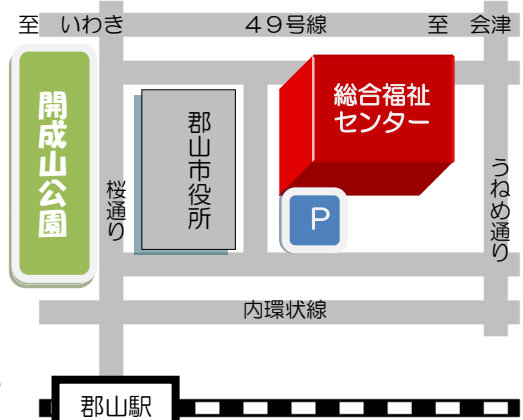 至 いわき
49号線
至 会津
開成山公園
桜通り
郡山市役所
総合福祉
センター
P
うねめ通り
内環状線
郡山駅